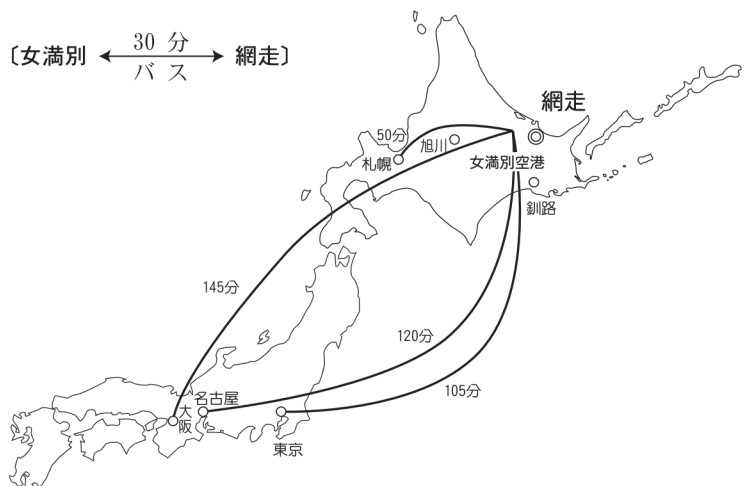 〔女満別 30 分 網走〕
バ ス
網走
50分
旭川
札幌
女満別空港
釧路
145分
120分
105分
名古屋
大阪
東京